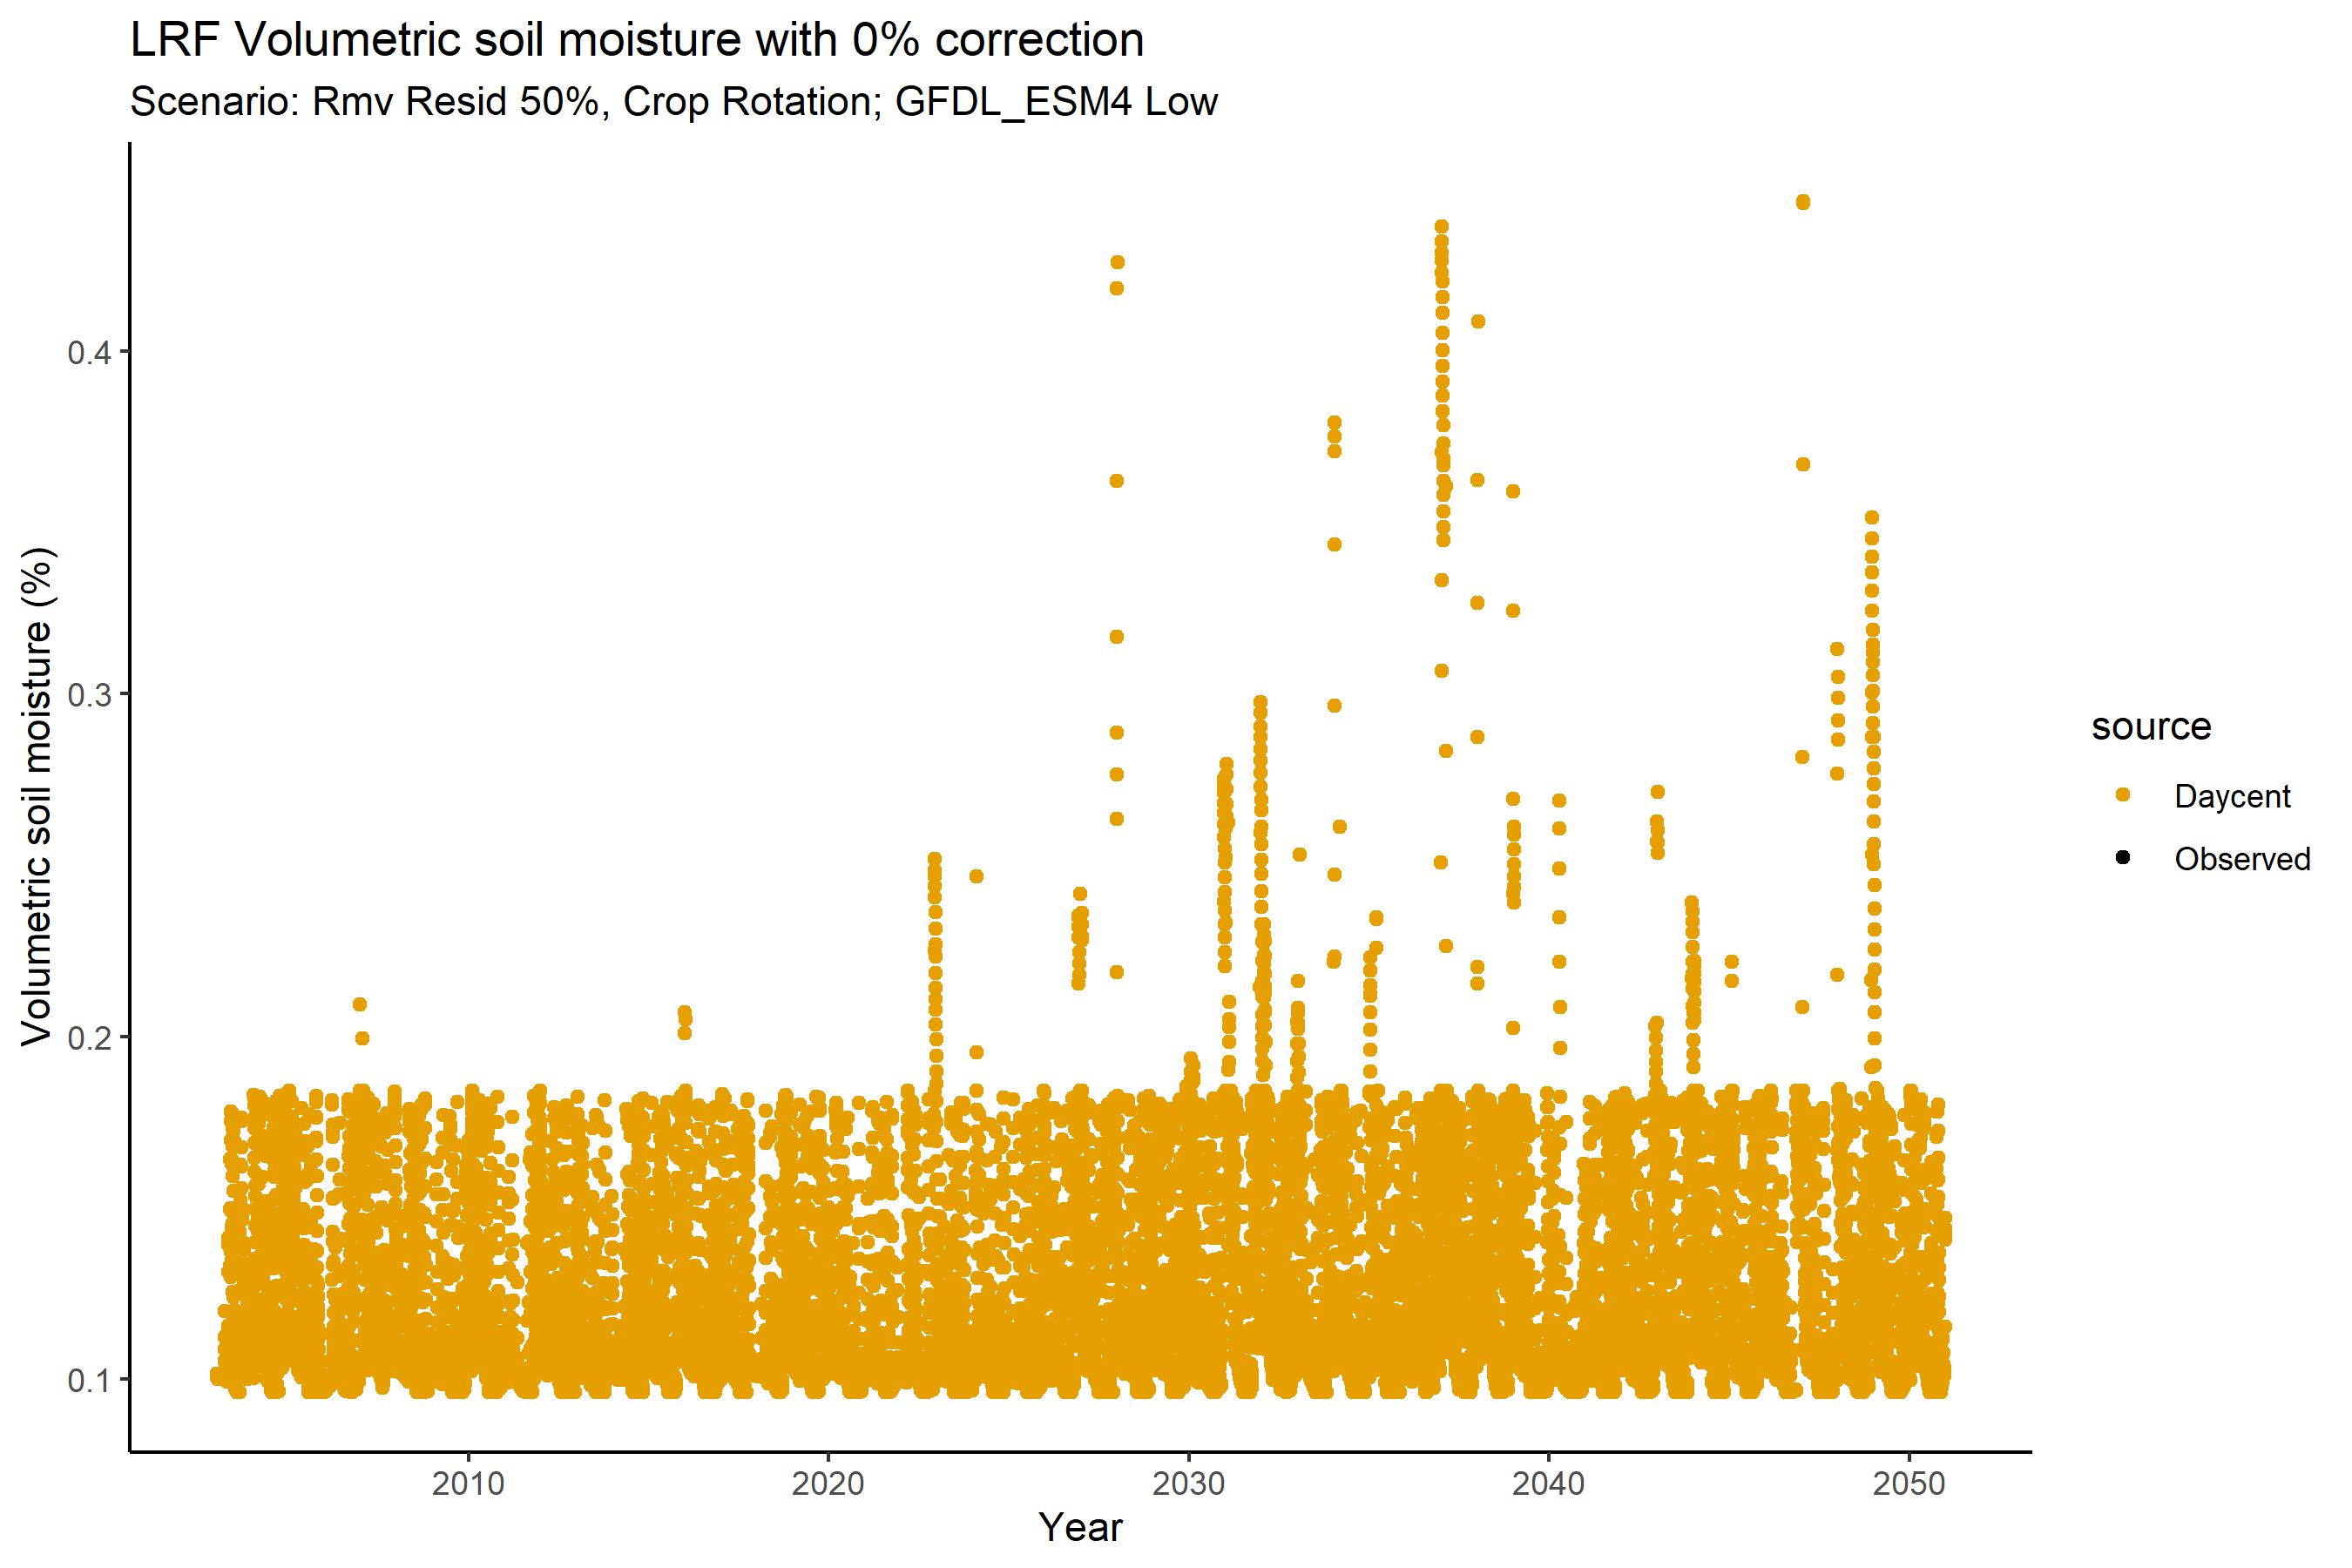 LRF Volumetric soil moisture with 0% correction
Scenario: Rmv Resid 50%, Crop Rotation; GFDL_ESM4 Low
Volumetric soil moisture (%)
0.4
0.3
0.2
0.1
2010 2020 2030 2040 2050
Year
source
Daycent
Observed